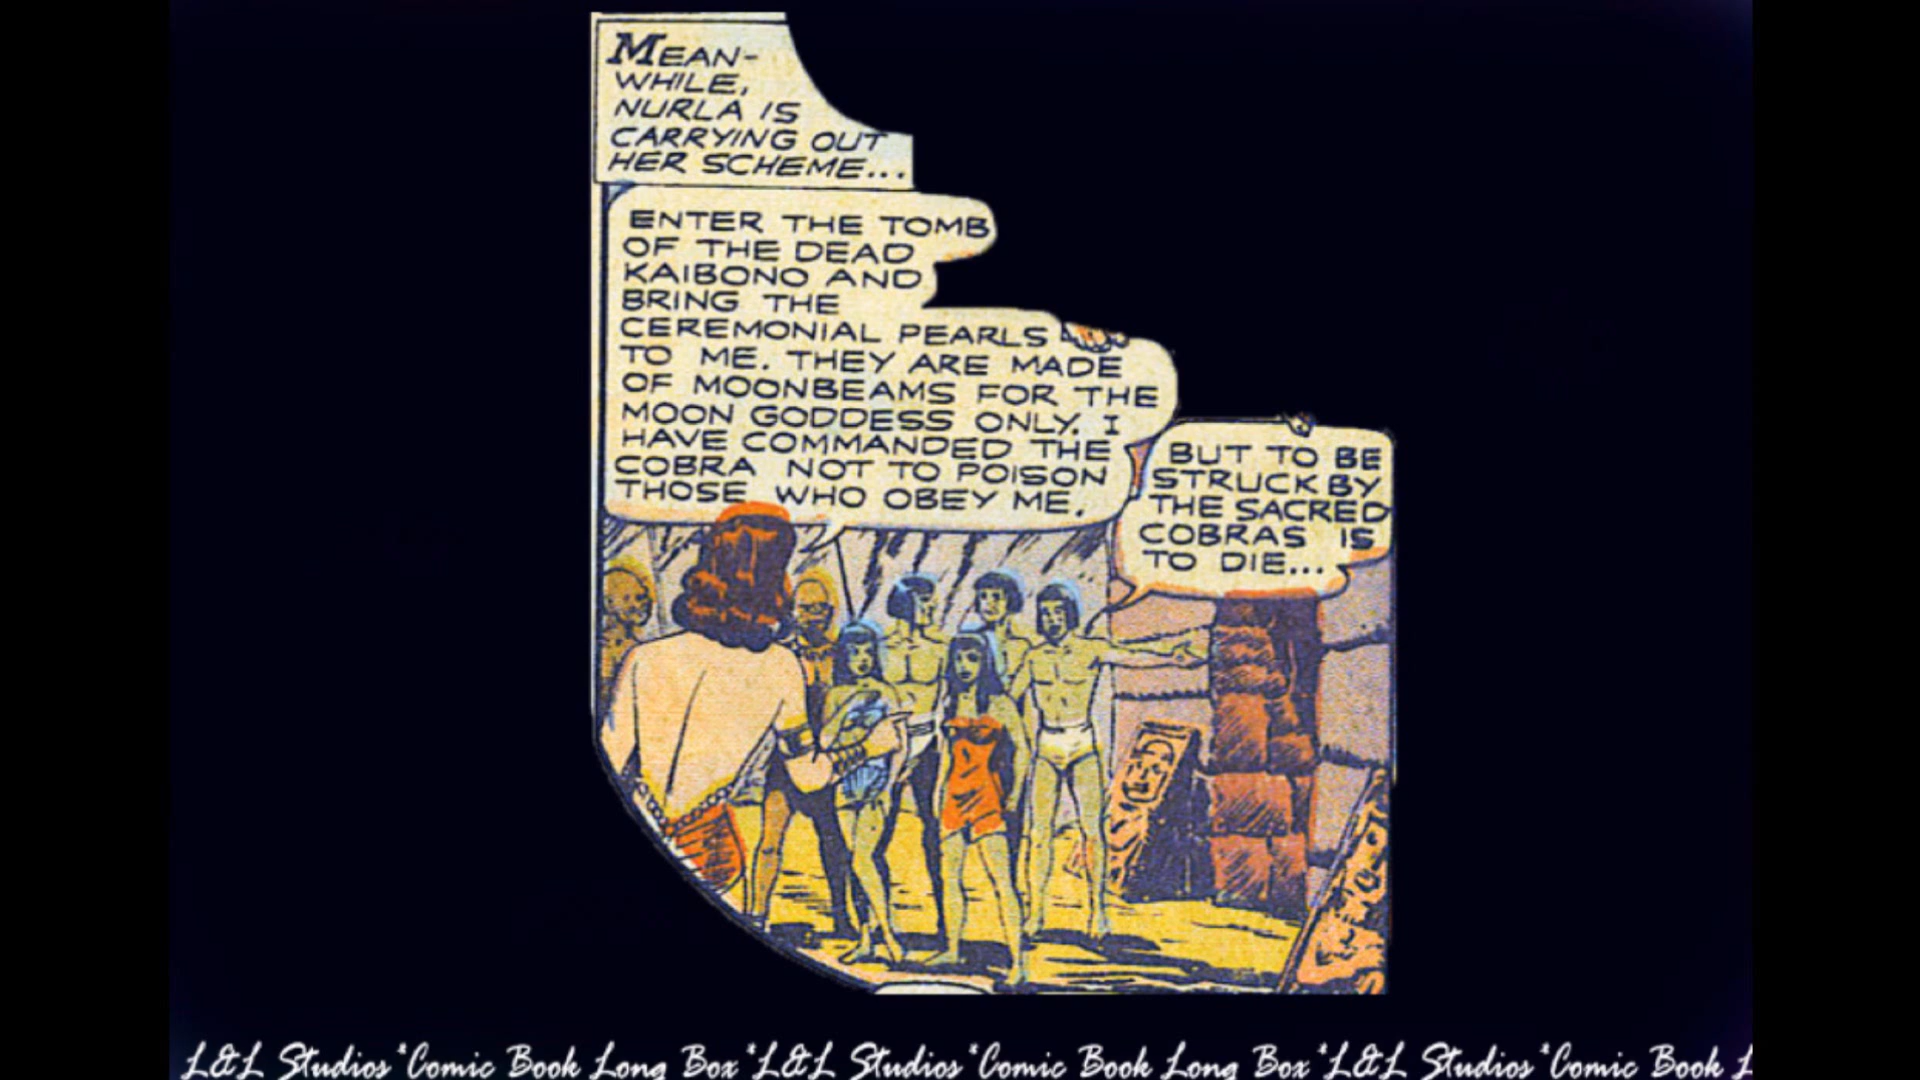 MEAN-
WHILE,
NURLA IS
CARRYING OUT
HER SCHEME...
ENTER THE TOMB
OF THE DEAD
KAIBONO AND
BRING THE
CEREMONIAL PEARLS
TO ME. THEY ARE MADE
OF MOONBEAMS FOR THE
MOON GODDESS ONLY. I
HAVE COMMANDED THE
COBRA NOT TO POISON
THOSE WHO OBEY ME.
BUT TO BE
STRUCK BY
THE SACRED
COBRAS IS
TO DIE...
L&L Studios*Comic Book Long Box *L&L Studios*Comic Book Long Box *L&L Studios*Comic Book L